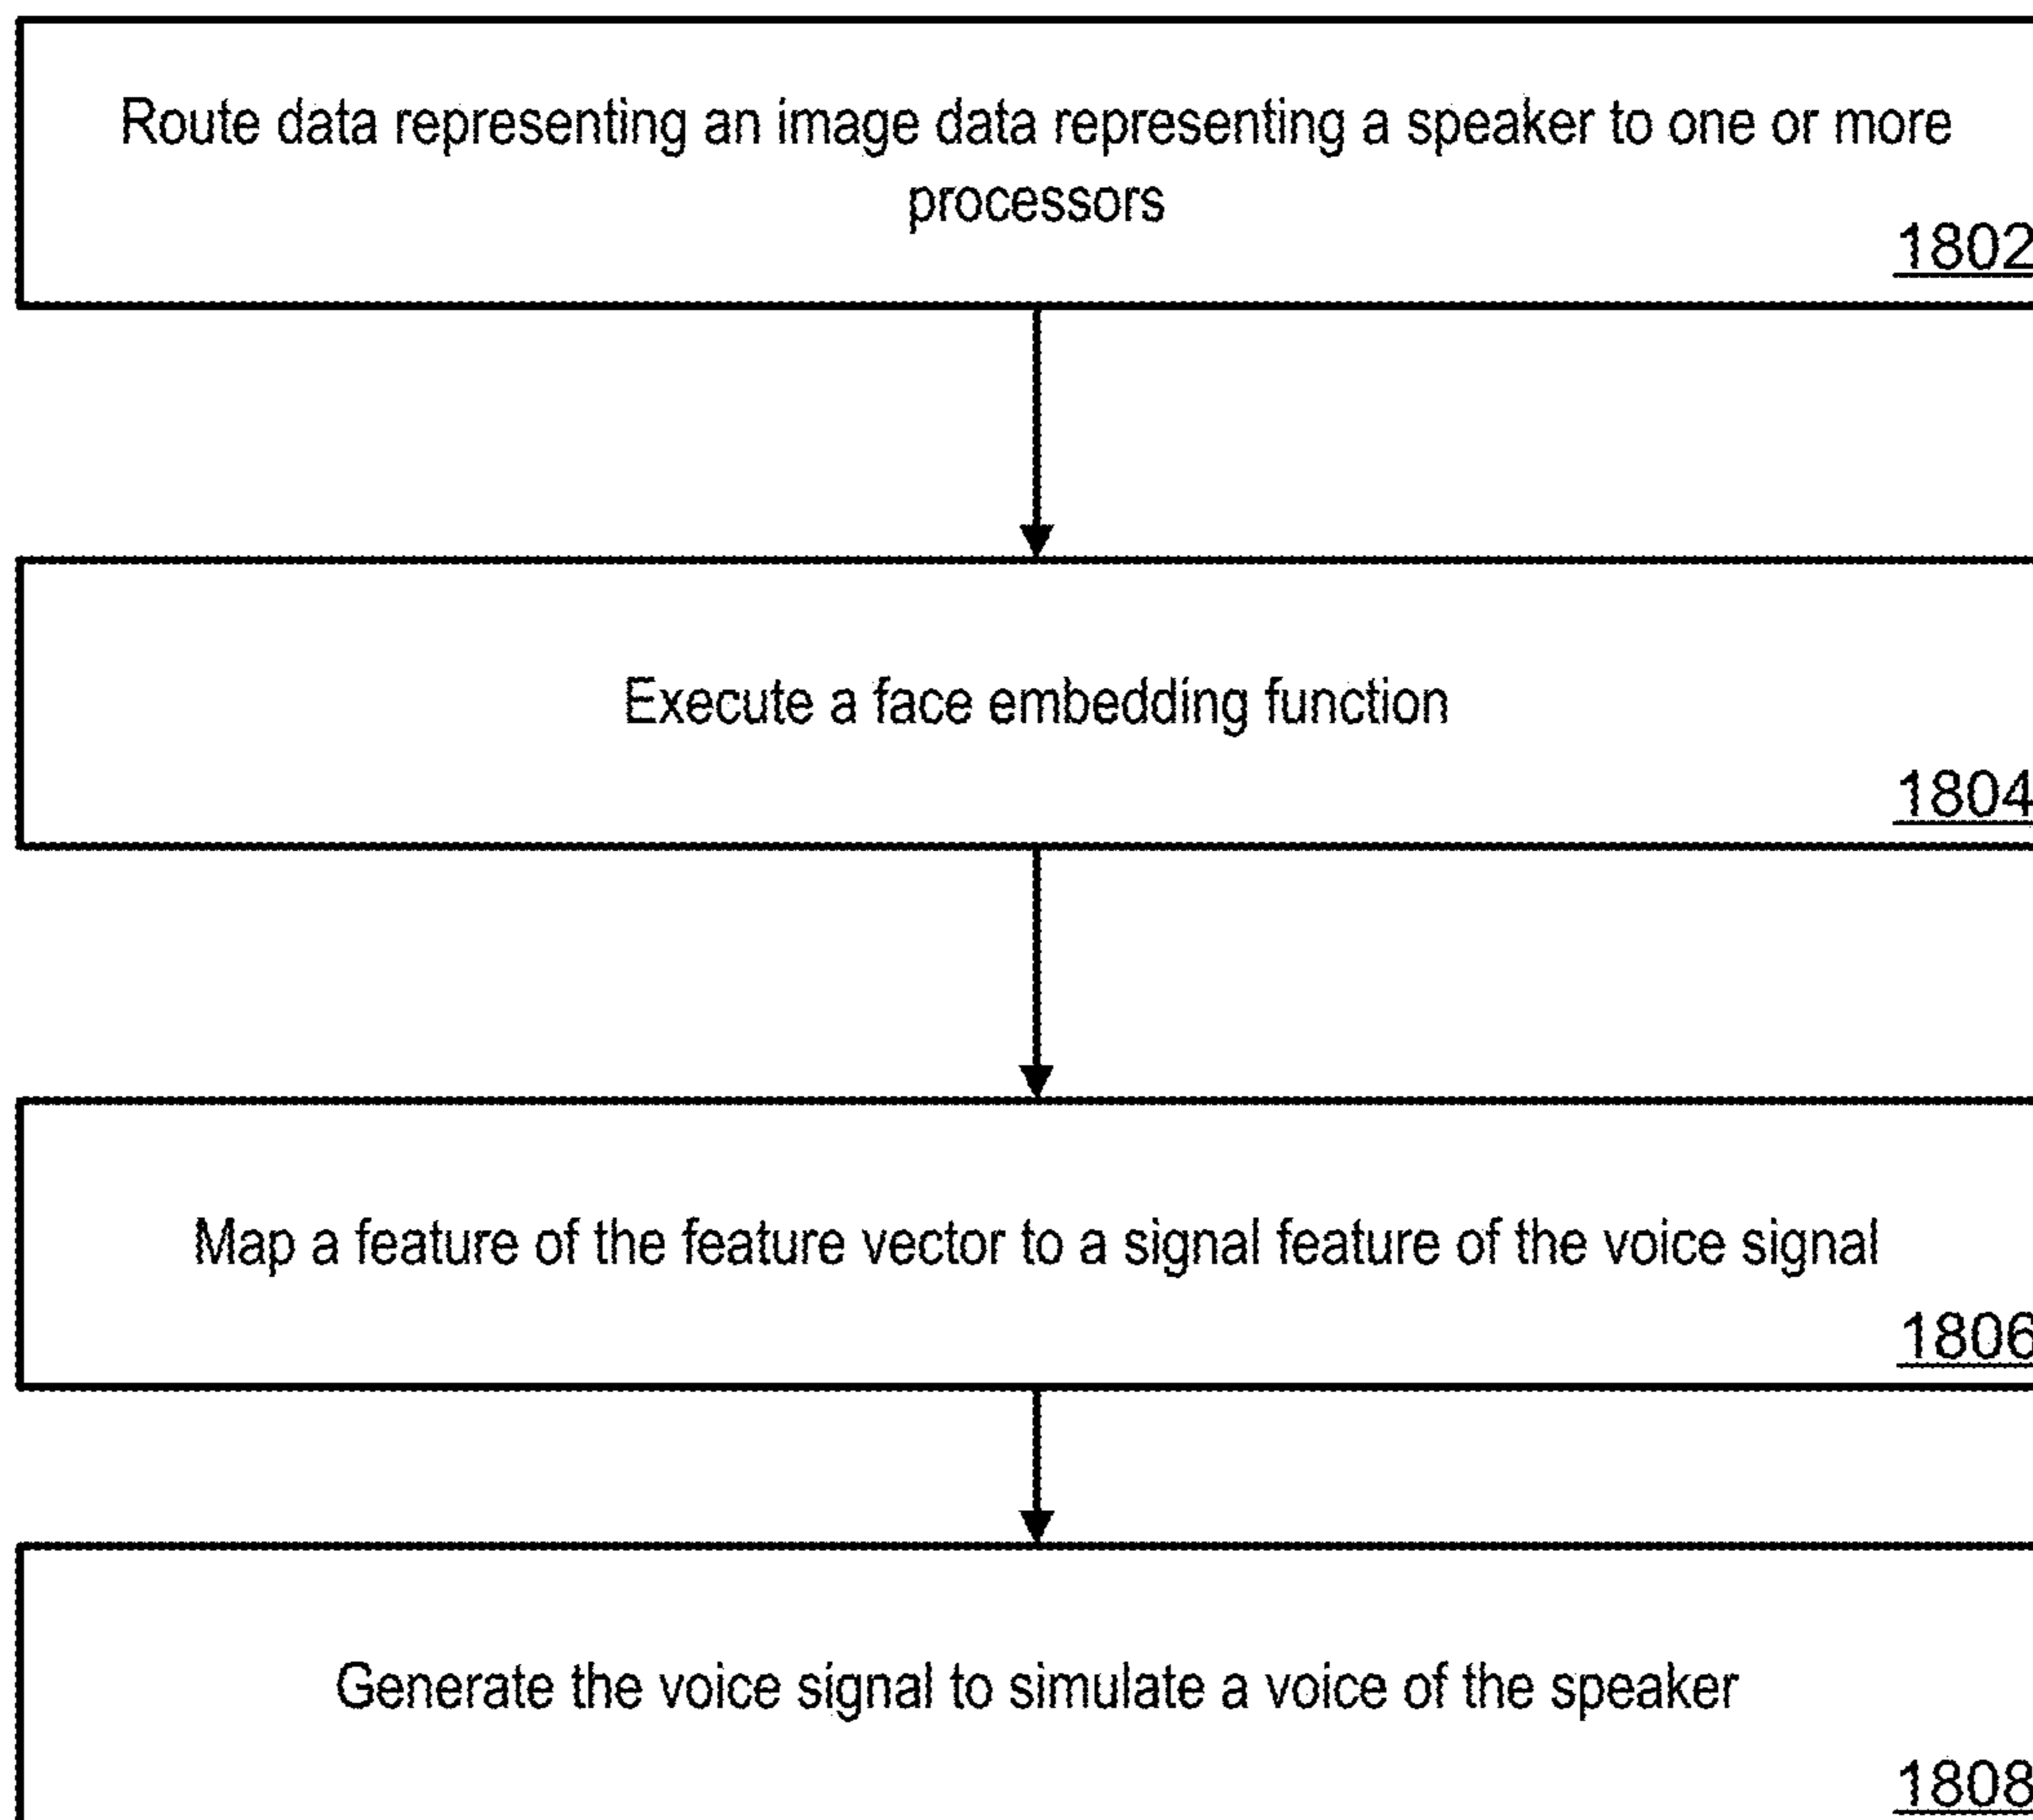 Route data representing an image data representing a speaker to one or more
processors
1802
Execute a face embedding function
1804
Map a feature of the feature vector to a signal feature of the voice signal
1806
Generate the voice signal to simulate a voice of the speaker
1808